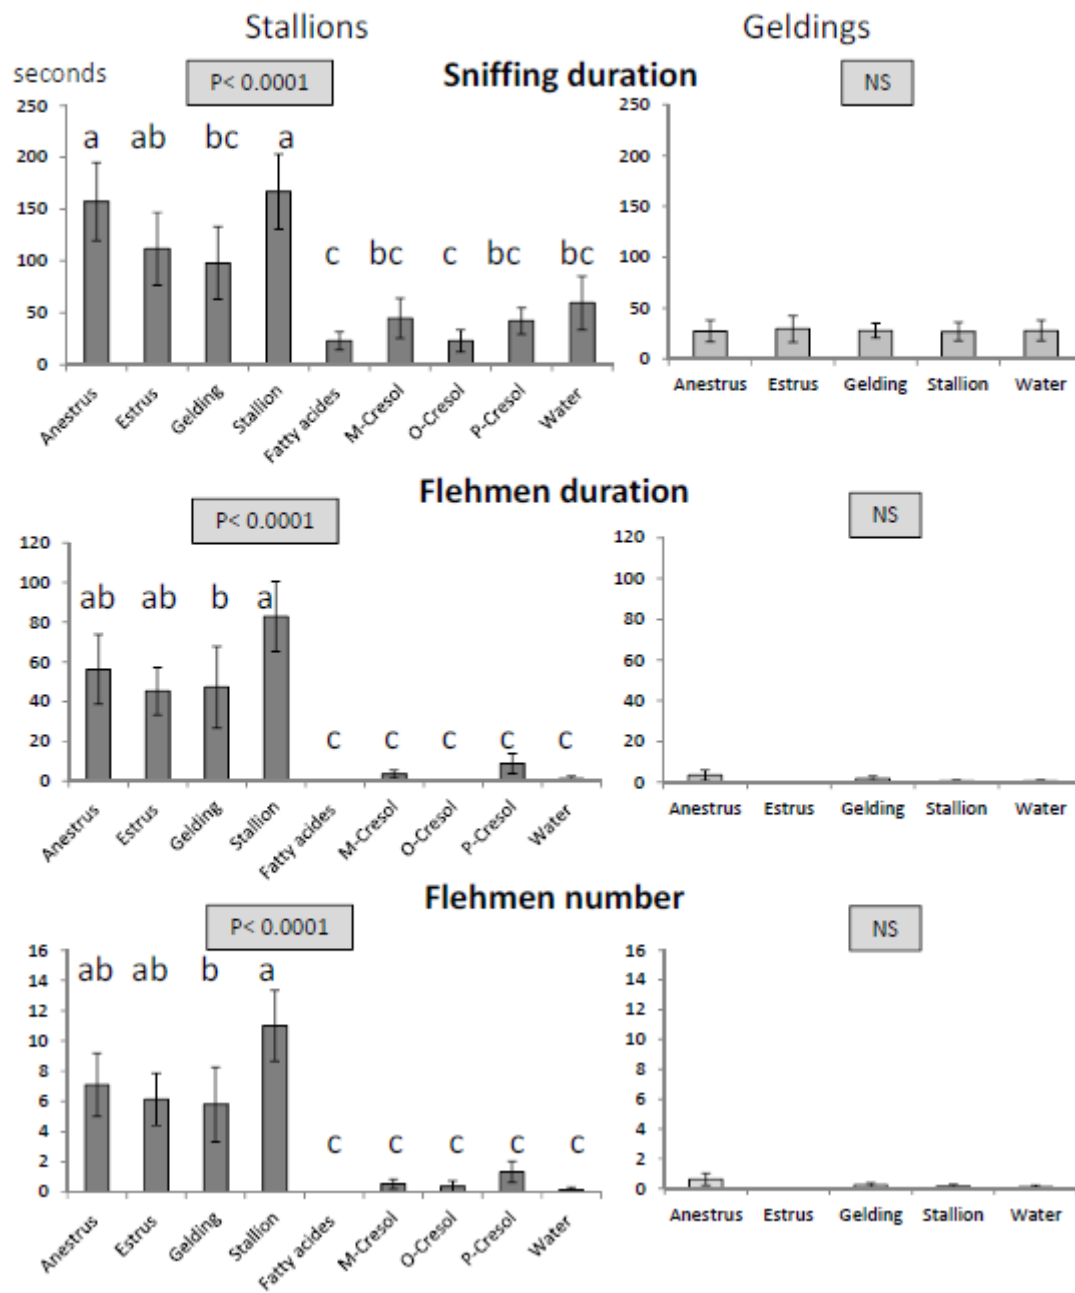 Stallions Geldings
seconds P< 0.0001 Sniffing duration NS
250 250
a ab bc a
200 200
150 150
100 c bc c bc bc 100
50 50
0 0
Anestrus Estrus Gelding Stallion Fatty acides M-Cresol O-Cresol P-Cresol Water Anestrus Estrus Gelding Stallion Water
Flehmen duration
P< 0.0001 NS
120 120
100 100
ab ab b a
80 80
60 60
40 40
20 c c c c c 20
0 0
Anestrus Estrus Gelding Stallion Fatty acides M-Cresol O-Cresol P-Cresol Water Anestrus Estrus Gelding Stallion Water
Flehmen number
P< 0.0001 NS
16 16
ab ab b a
14 14
12 12
10 10
8 8
6 6
4 4
c c c c c
2 2
0 0
Anestrus Estrus Gelding Stallion Fatty acides M-Cresol O-Cresol P-Cresol Water Anestrus Estrus Gelding Stallion Water